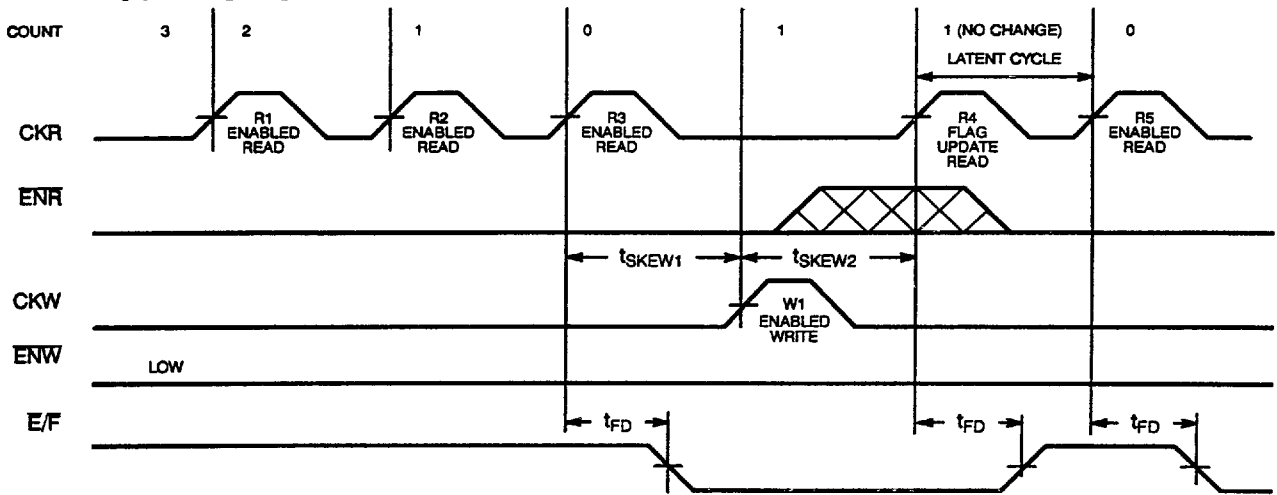 COUNT 3 2 1 0 1 1 (NO CHANGE) 0
LATENT CYCLE
CKR
R1
ENABLED
READ
R2
ENABLED
READ
R3
ENABLED
READ
R4
FLAG
UPDATE
READ
R5
ENABLED
READ
ENR
tSKEW1 tSKEW2
CKW
W1
ENABLED
WRITE
ENW LOW
E/F
tFD tFD tFD